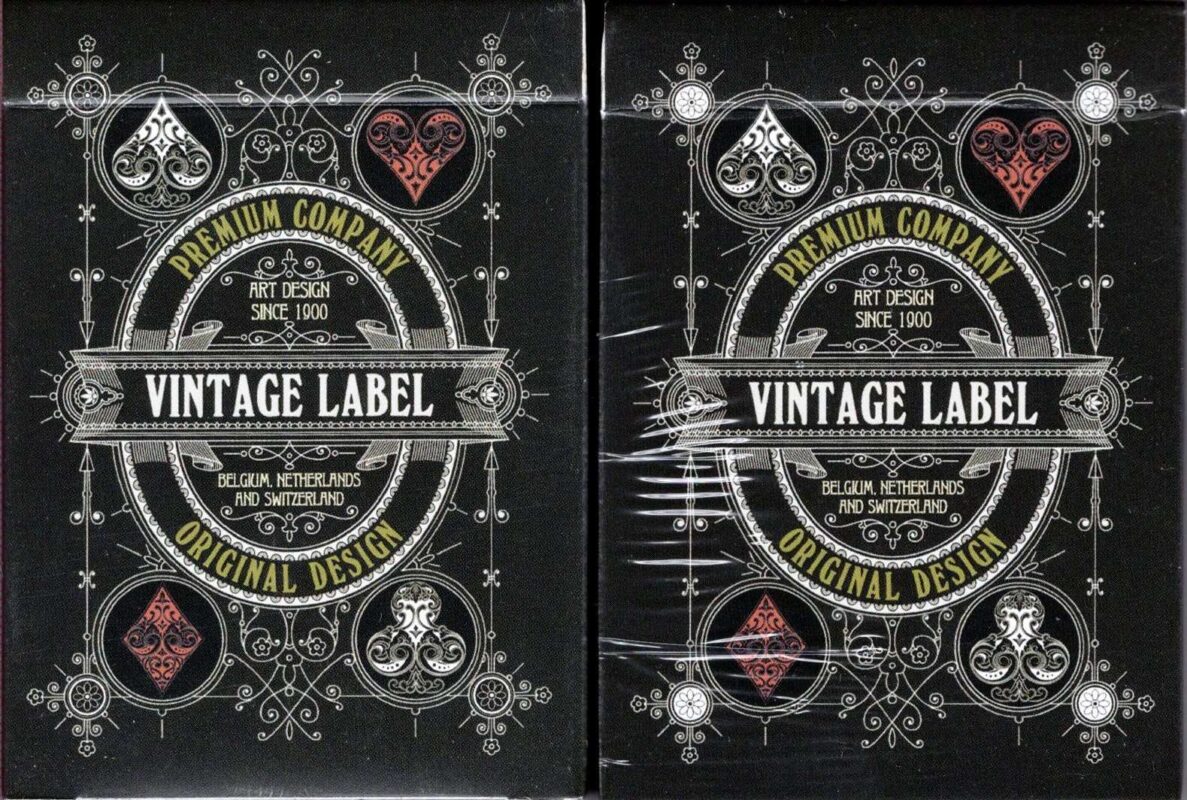 PREMIUM COMPANY
ART DESIGN
SINCE 1900
VINTAGE LABEL
BELGIUM, NETHERLANDS
AND SWITZERLAND
ORIGINAL DESIGN
PREMIUM COMPANY
ART DESIGN
SINCE 1900
VINTAGE LABEL
BELGIUM, NETHERLANDS
AND SWITZERLAND
ORIGINAL DESIGN